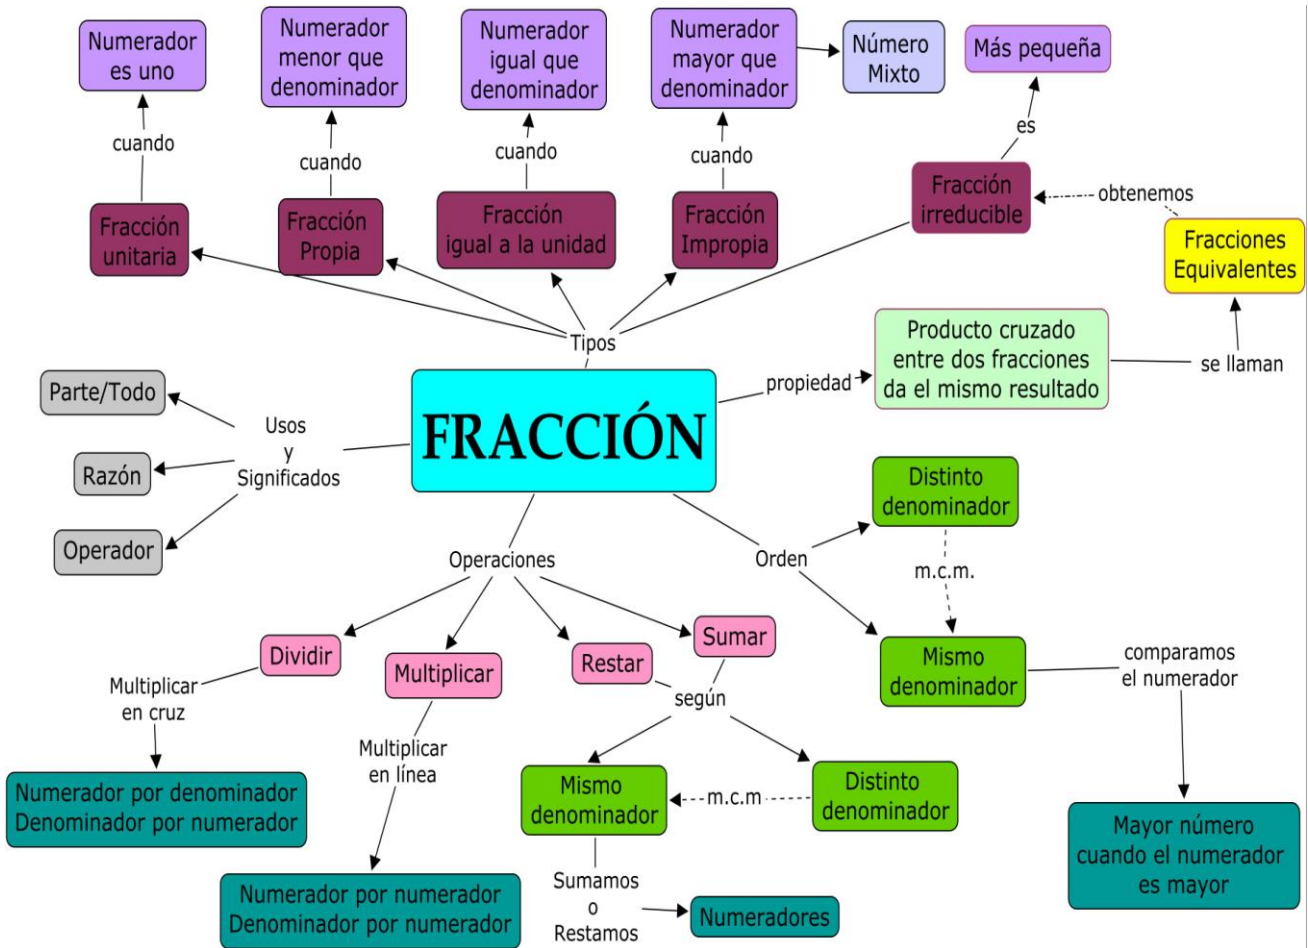 Numerador
es uno
Numerador
menor que
denominador
Numerador
igual que
denominador
Numerador
mayor que
denominador
Número
Mixto
Más pequeña
cuando
cuando
cuando
cuando
es
Fracción
unitaria
Fracción
Propia
Fracción
igual a la unidad
Fracción
Impropia
Fracción
irreducible
obtenemos
Fracciones
Equivalentes
Tipos
Producto cruzado
entre dos fracciones
da el mismo resultado
se llaman
propiedad
FRACCIÓN
Usos
y
Significados
Parte/Todo
Razón
Operador
Operaciones
Orden
Distinto
denominador
m.c.m.
Mismo
denominador
comparamos
el numerador
Mayor número
cuando el numerador
es mayor
Dividir
Multiplicar
Restar
Sumar
Multiplicar
en cruz
Numerador por denominador
Denominador por numerador
Multiplicar
en línea
Numerador por numerador
Denominador por numerador
según
Mismo
denominador
m.c.m
Distinto
denominador
Sumamos
o
Restamos
Numeradores